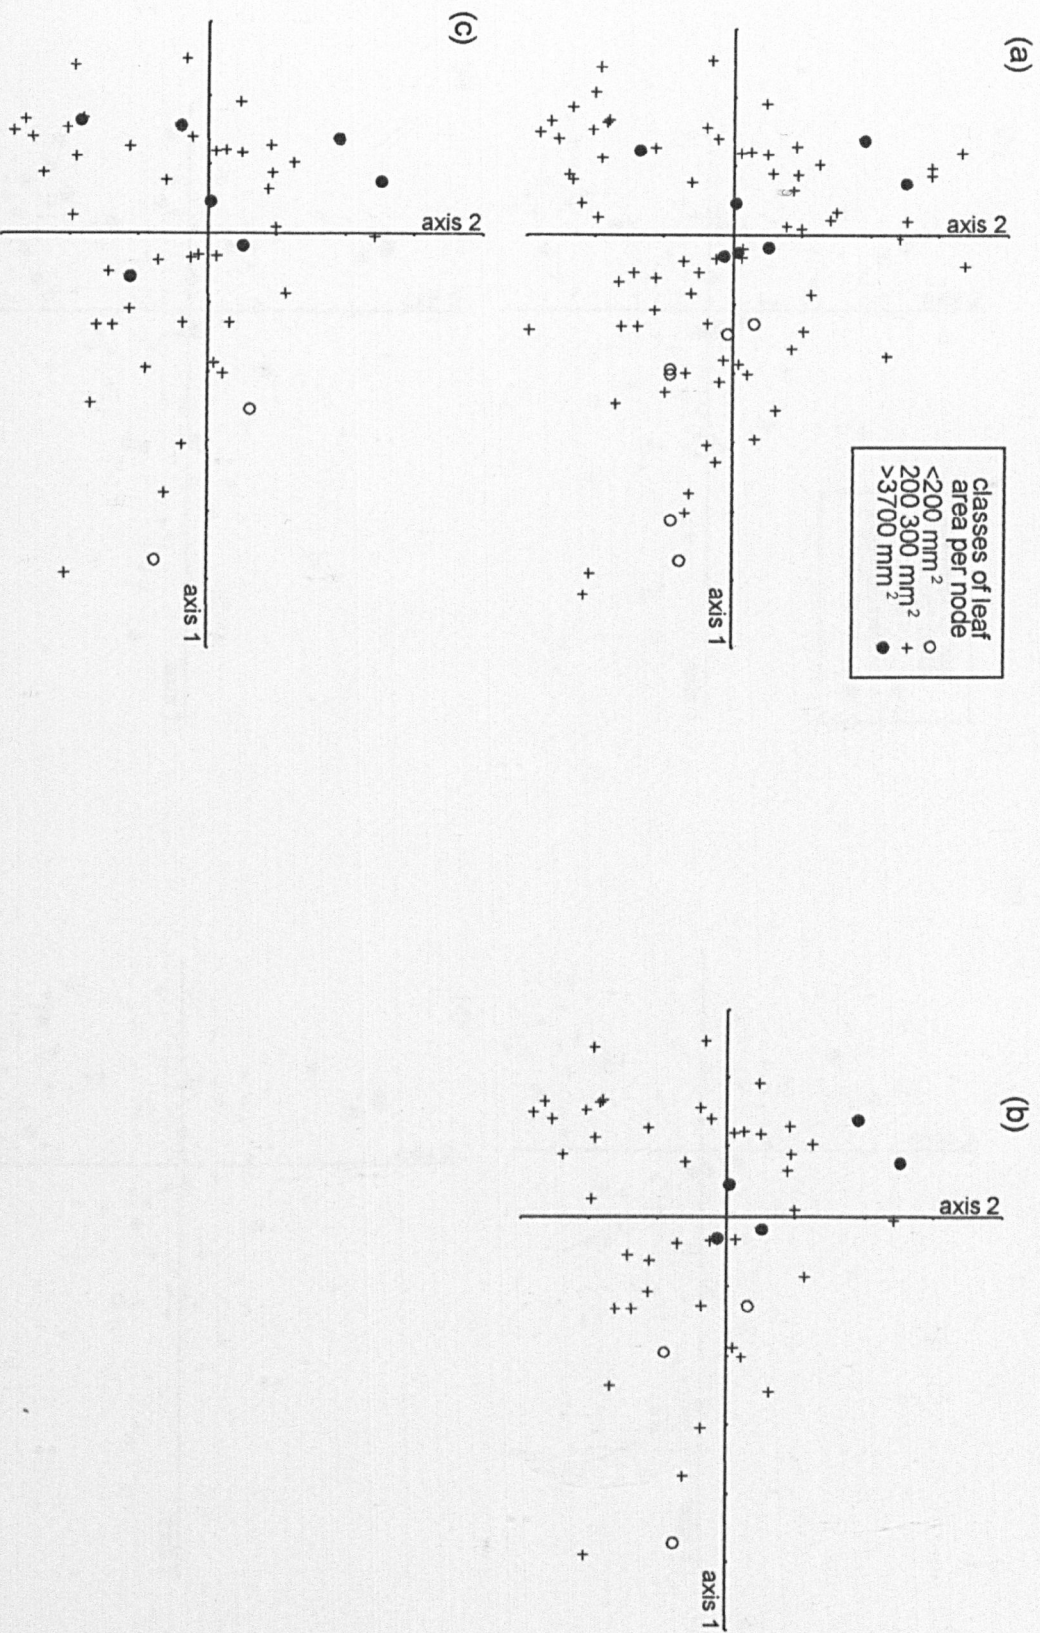 (a)
axis 2
axis 1
classes of leaf
area per node
<200 mm² o
200 300 mm² +
>3700 mm² ●
(b)
axis 2
axis 1
(c)
axis 2
axis 1